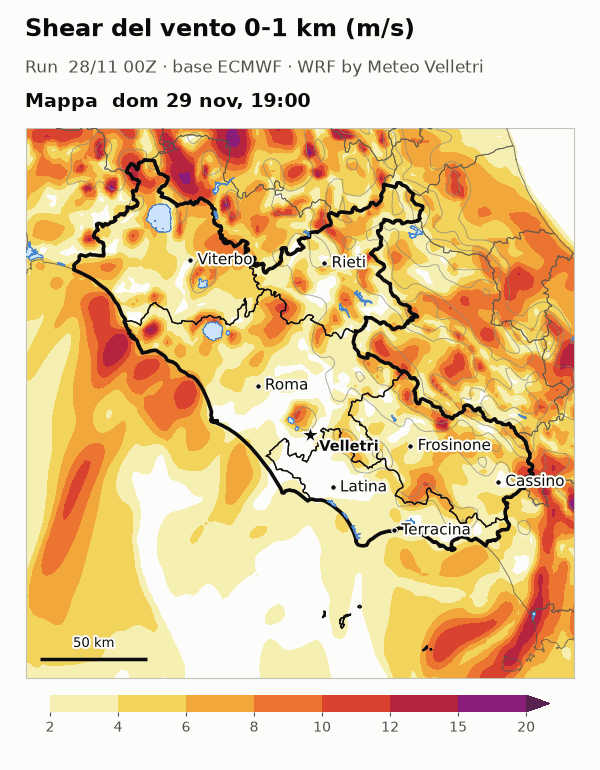 Shear del vento 0-1 km (m/s)
Run  28/11 00Z · base ECMWF · WRF by Meteo Velletri
Mappa  dom 29 nov, 19:00
Viterbo
Rieti
Roma
Velletri
Frosinone
Latina
Cassino
Terracina
50 km
2 4 6 8 10 12 15 20